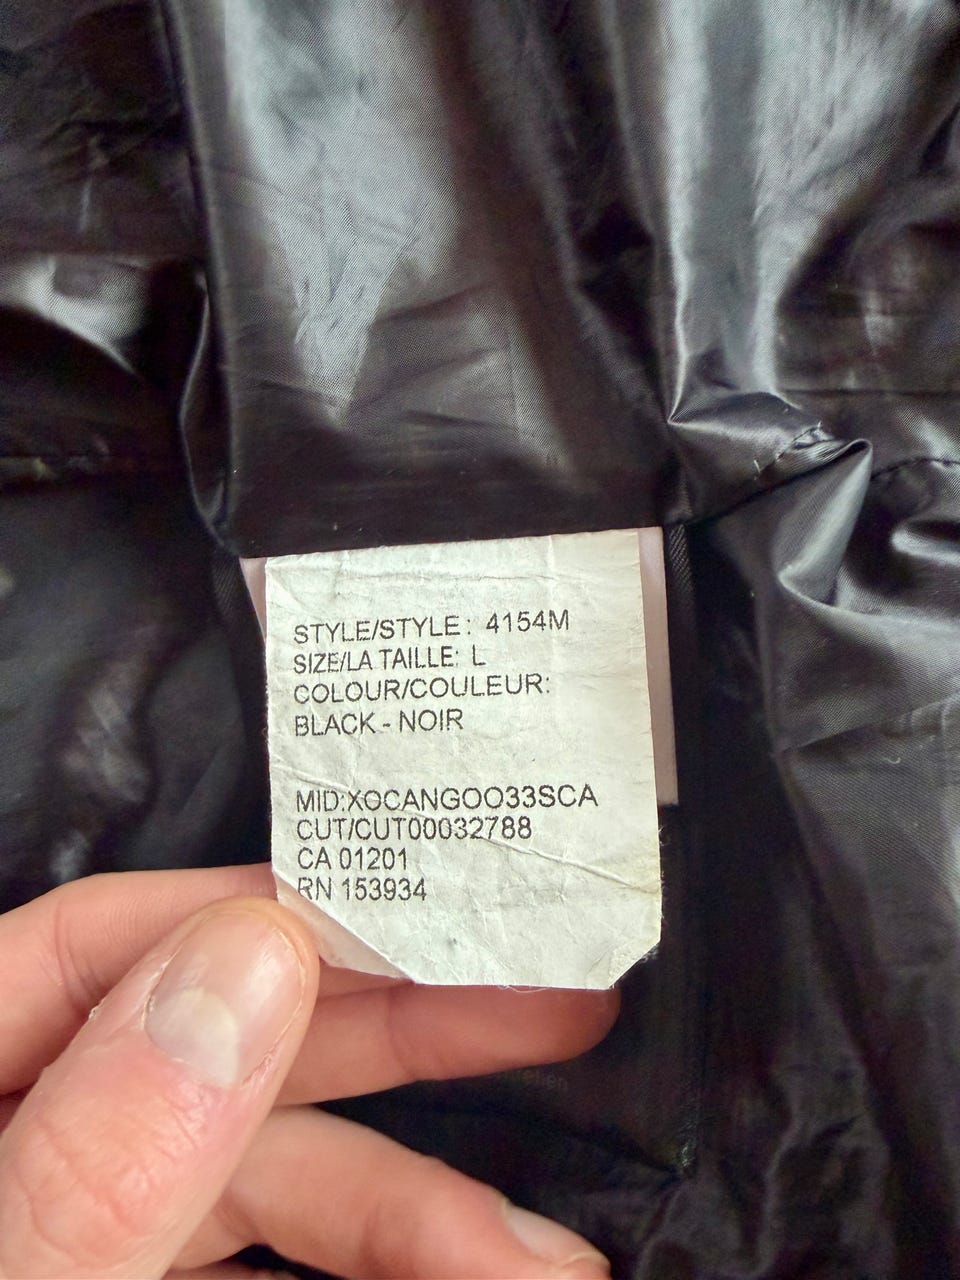 STYLE/STYLE: 4154M
SIZE/LA TAILLE: L
COLOUR/COULEUR:
BLACK - NOIR
MID:XOCANGOO33SCA
CUT/CUT00032788
CA 01201
RN 153934